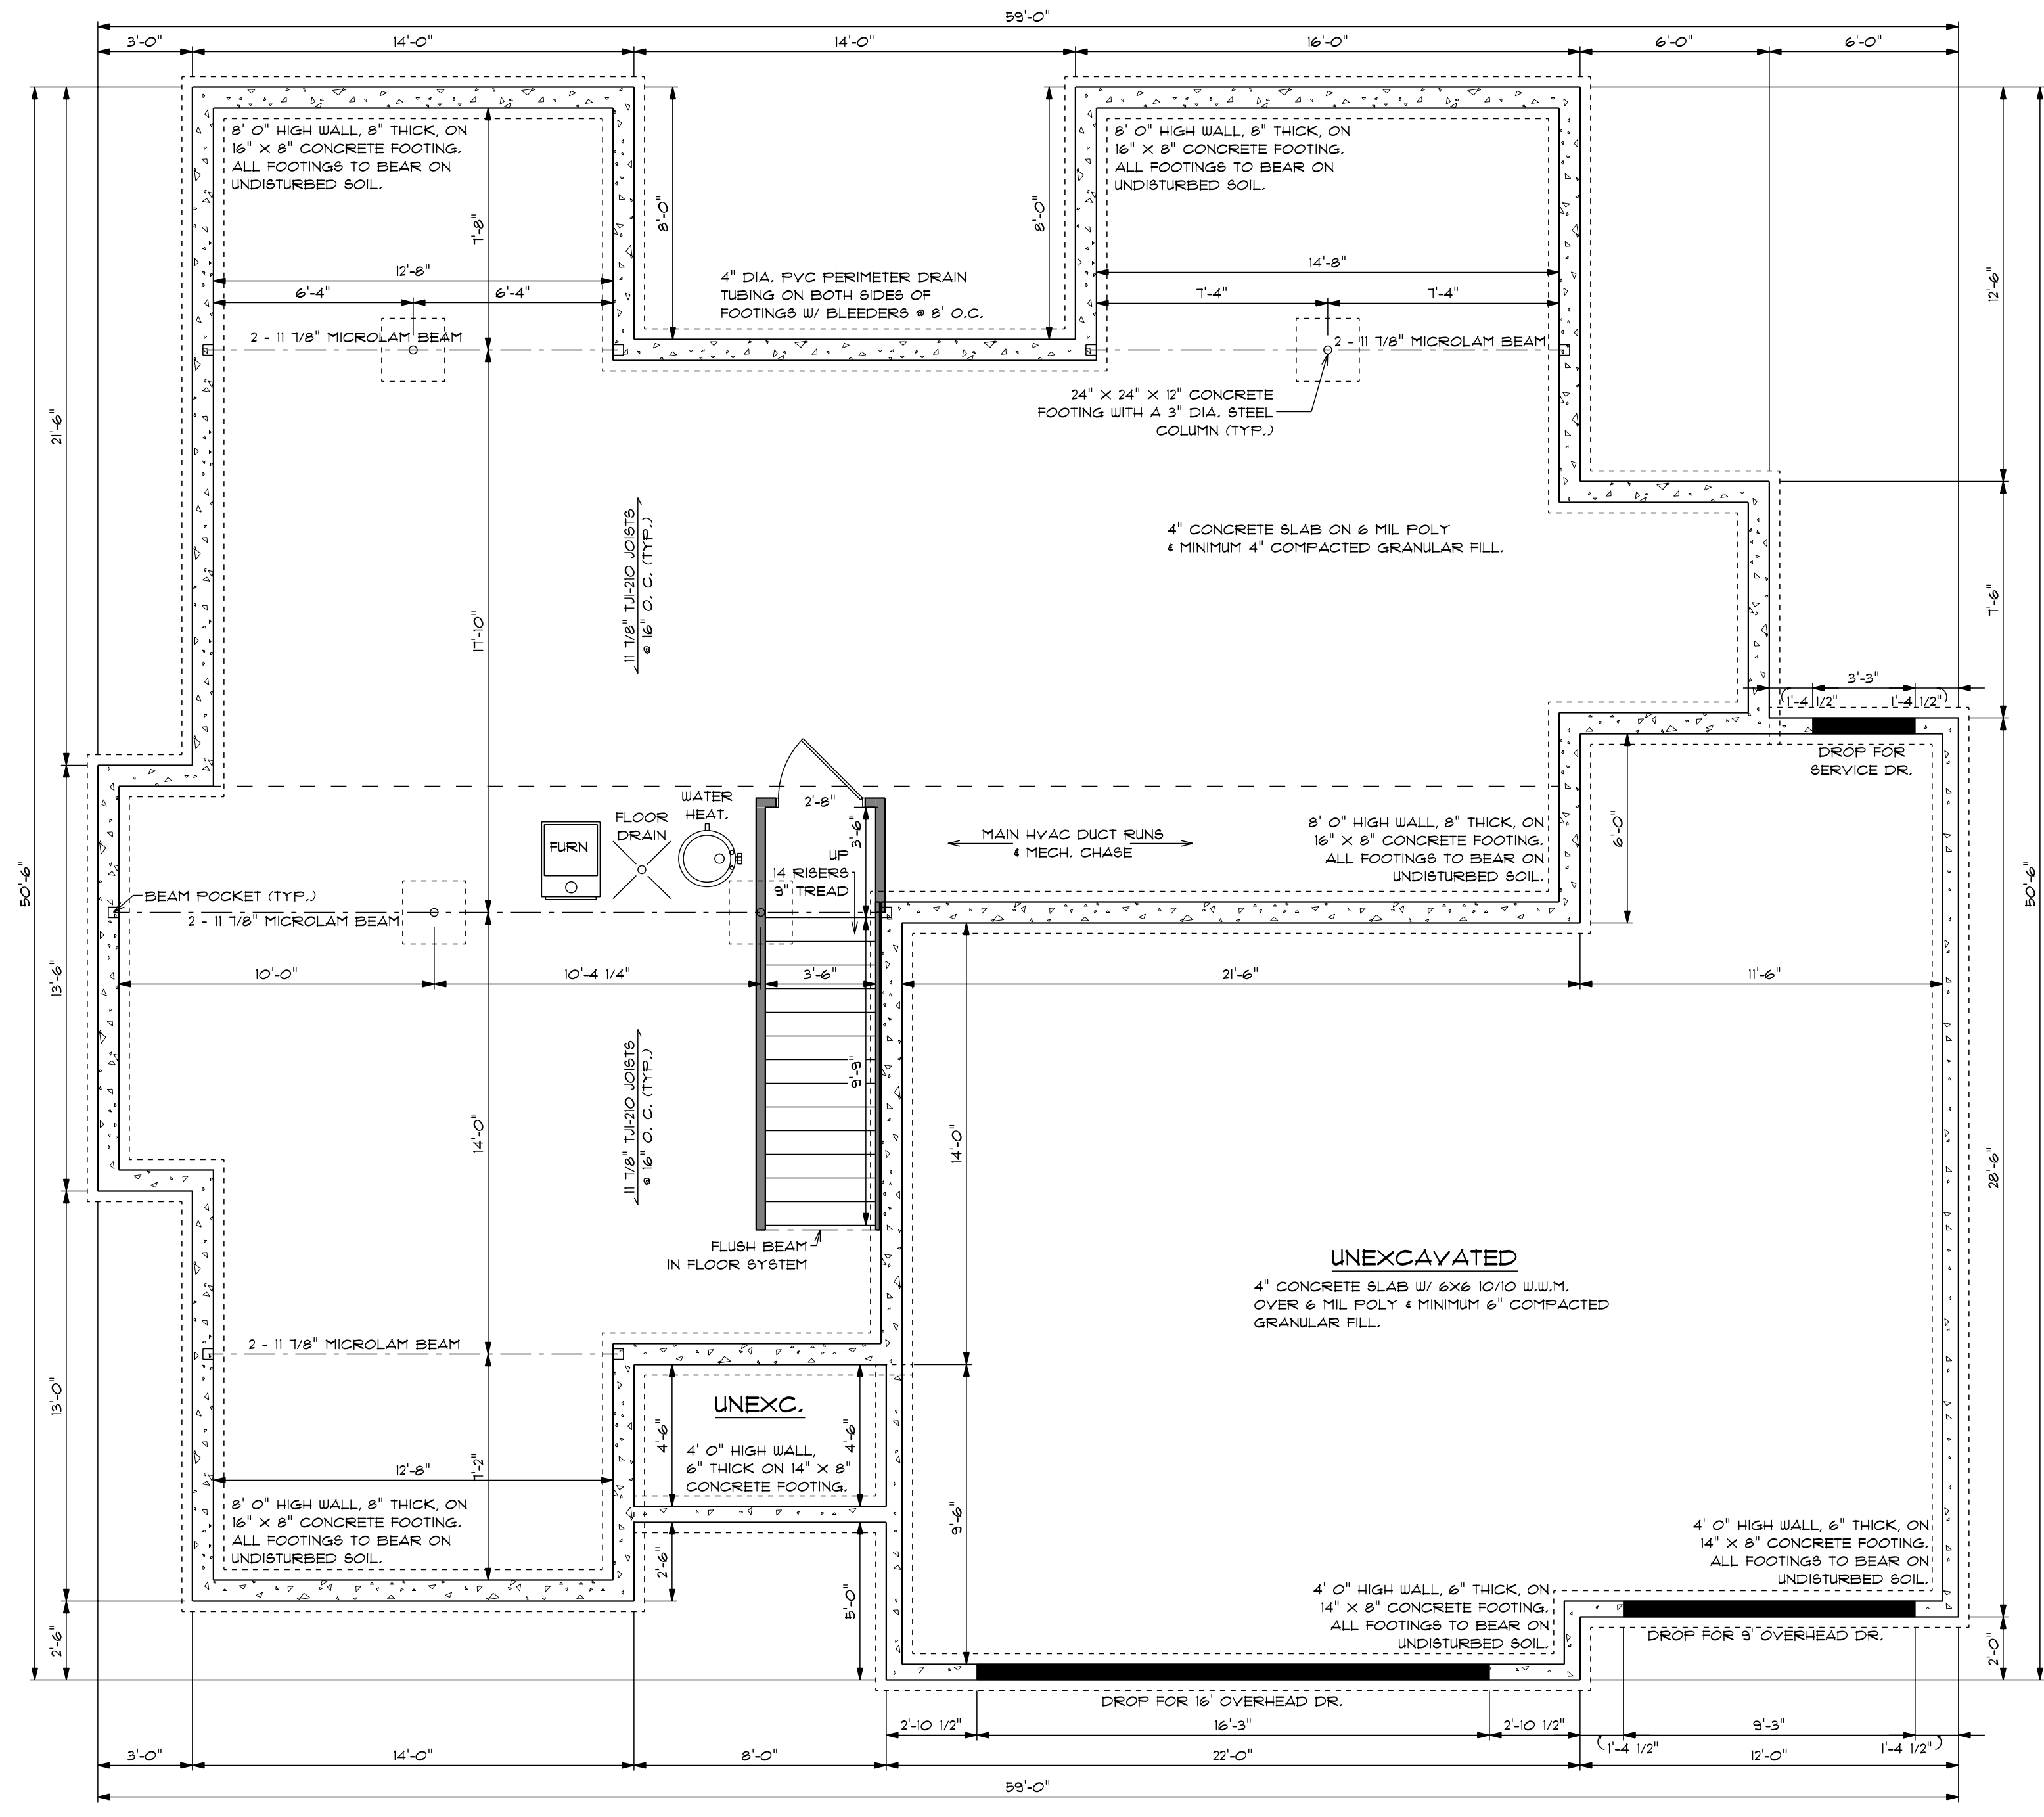 59'-0"
3'-0"
14'-0"
14'-0"
16'-0"
6'-0"
6'-0"
8' 0" HIGH WALL, 8" THICK, ON
16" X 8" CONCRETE FOOTING.
ALL FOOTINGS TO BEAR ON
UNDISTURBED SOIL.
7'-8"
8'-0"
8'-0"
8' 0" HIGH WALL, 8" THICK, ON
16" X 8" CONCRETE FOOTING.
ALL FOOTINGS TO BEAR ON
UNDISTURBED SOIL.
12'-6"
12'-8"
6'-4"
6'-4"
4" DIA. PVC PERIMETER DRAIN
TUBING ON BOTH SIDES OF
FOOTINGS W/ BLEEDERS @ 8' O.C.
14'-8"
7'-4"
7'-4"
2 - 11 7/8" MICROLAM BEAM
2 - 11 7/8" MICROLAM BEAM
24" X 24" X 12" CONCRETE
FOOTING WITH A 3" DIA. STEEL
COLUMN (TYP.)
21'-6"
17'-10"
11 7/8" TJI-210 JOISTS
@ 16" O. C. (TYP.)
4" CONCRETE SLAB ON 6 MIL POLY
& MINIMUM 4" COMPACTED GRANULAR FILL.
7'-6"
3'-3"
1'-4 1/2"
1'-4 1/2"
DROP FOR
SERVICE DR.
50'-6"
50'-6"
FURN
FLOOR
DRAIN
WATER
HEAT.
2'-8"
3'-6"
UP
14 RISERS
9" TREAD
MAIN HVAC DUCT RUNS
& MECH. CHASE
8' 0" HIGH WALL, 8" THICK, ON
16" X 8" CONCRETE FOOTING.
ALL FOOTINGS TO BEAR ON
UNDISTURBED SOIL.
6'-0"
BEAM POCKET (TYP.)
2 - 11 7/8" MICROLAM BEAM
13'-6"
10'-0"
10'-4 1/4"
3'-6"
21'-6"
11'-6"
9'-9"
14'-0"
14'-0"
11 7/8" TJI-210 JOISTS
@ 16" O. C. (TYP.)
28'-6"
FLUSH BEAM
IN FLOOR SYSTEM
UNEXCAVATED
4" CONCRETE SLAB W/ 6X6 10/10 W.W.M.
OVER 6 MIL POLY & MINIMUM 6" COMPACTED
GRANULAR FILL.
2 - 11 7/8" MICROLAM BEAM
13'-0"
12'-8"
7'-2"
8' 0" HIGH WALL, 8" THICK, ON
16" X 8" CONCRETE FOOTING.
ALL FOOTINGS TO BEAR ON
UNDISTURBED SOIL.
UNEXC.
4'-6"
4'-6"
4' 0" HIGH WALL,
6" THICK ON 14" X 8"
CONCRETE FOOTING.
9'-6"
2'-6"
5'-0"
4' 0" HIGH WALL, 6" THICK, ON
14" X 8" CONCRETE FOOTING.
ALL FOOTINGS TO BEAR ON
UNDISTURBED SOIL.
4' 0" HIGH WALL, 6" THICK, ON
14" X 8" CONCRETE FOOTING.
ALL FOOTINGS TO BEAR ON
UNDISTURBED SOIL.
DROP FOR 9' OVERHEAD DR.
2'-6"
2'-0"
DROP FOR 16' OVERHEAD DR.
2'-10 1/2"
16'-3"
2'-10 1/2"
1'-4 1/2"
9'-3"
1'-4 1/2"
3'-0"
14'-0"
8'-0"
22'-0"
12'-0"
59'-0"